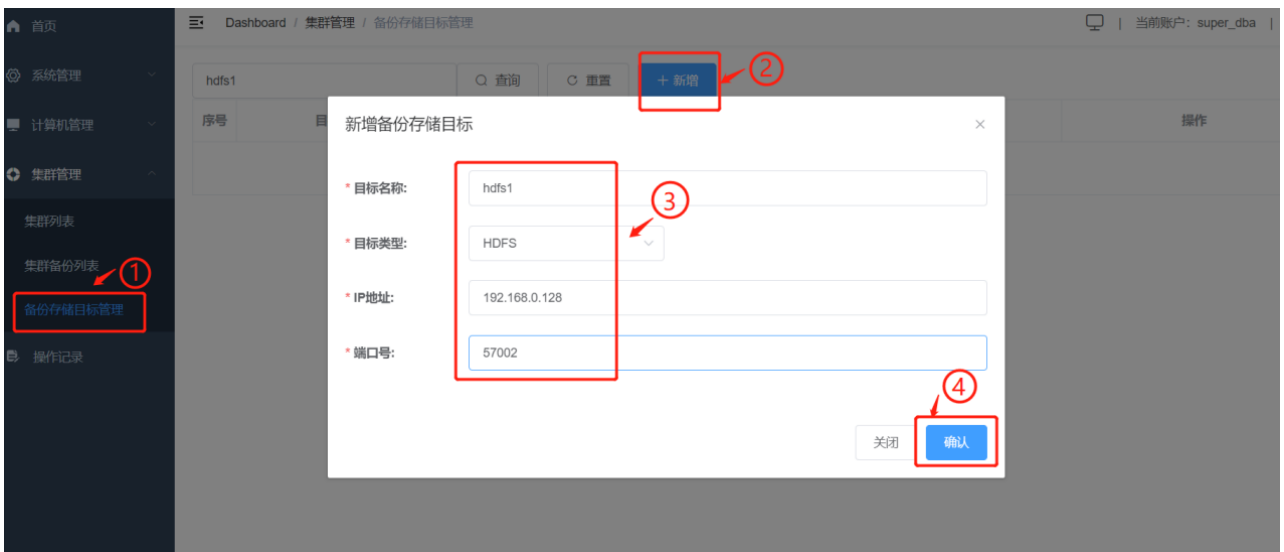 首页
Dashboard / 集群管理 / 备份存储目标管理
| 当前账户：super_dba |
系统管理
hdfs1 查询 重置 + 新增 ②
计算机管理
序号 目 操作
新增备份存储目标 ×
集群管理
* 目标名称: hdfs1
③
集群列表
* 目标类型: HDFS
集群备份列表 ①
* IP地址: 192.168.0.128
备份存储目标管理
* 端口号: 57002
操作记录
④
关闭 确认